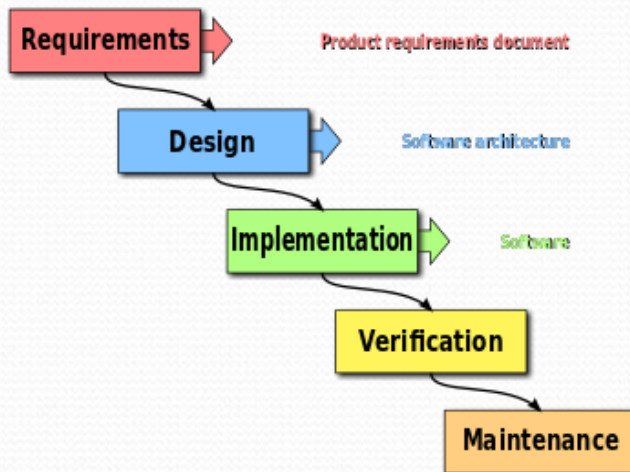 Requirements
Product requirements document
Design
Software architecture
Implementation
Software
Verification
Maintenance